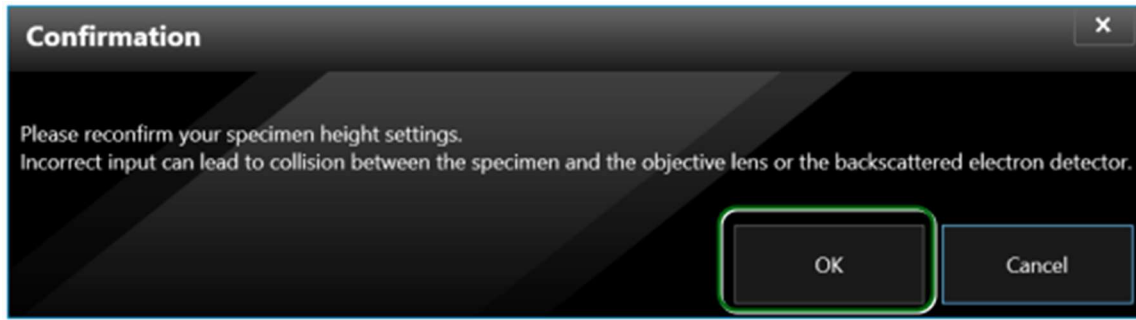 Confirmation
Please reconfirm your specimen height settings.
Incorrect input can lead to collision between the specimen and the objective lens or the backscattered electron detector.
OK
Cancel